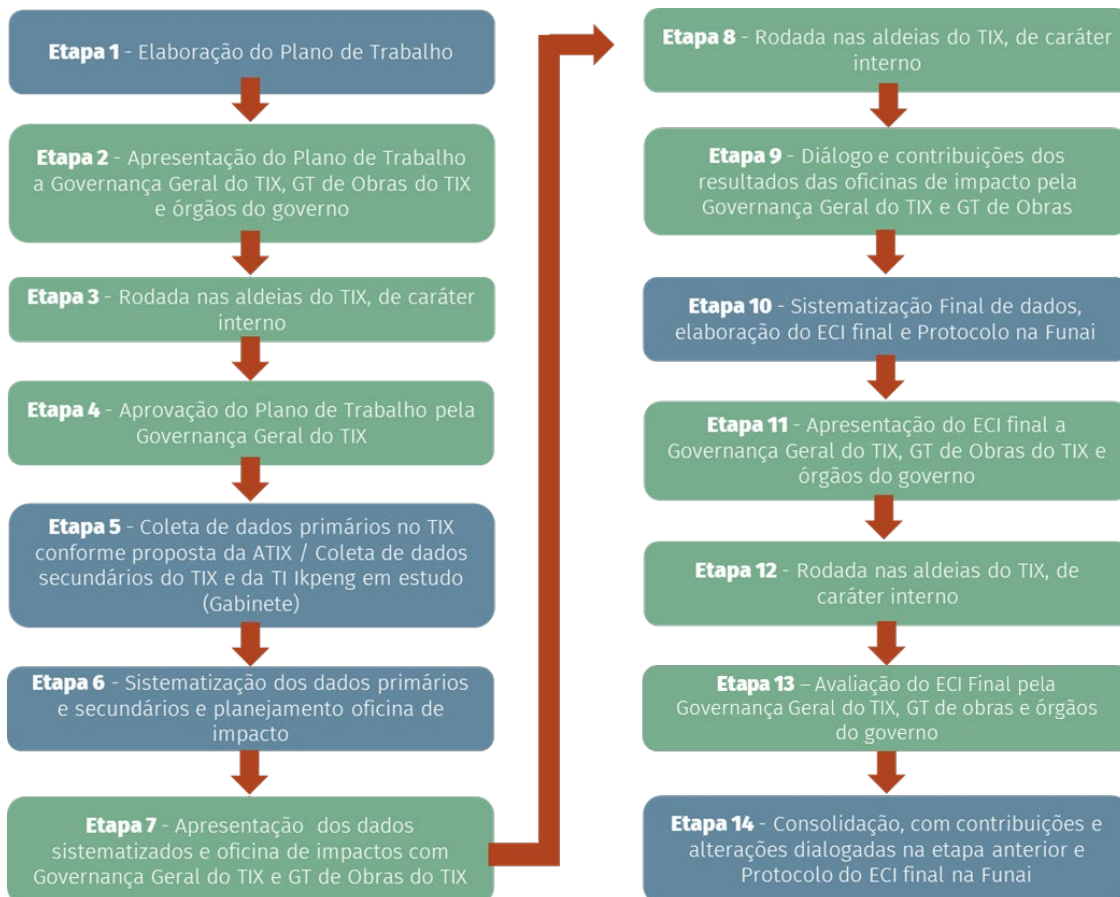 Etapa 1 - Elaboração do Plano de Trabalho
Etapa 2 - Apresentação do Plano de Trabalho
a Governança Geral do TIX, GT de Obras do TIX
e órgãos do governo
Etapa 3 - Rodada nas aldeias do TIX, de caráter
interno
Etapa 4 - Aprovação do Plano de Trabalho pela
Governança Geral do TIX
Etapa 5 - Coleta de dados primários no TIX
conforme proposta da ATIX / Coleta de dados
secundários do TIX e da TI Ikpeng em estudo
(Gabinete)
Etapa 6 - Sistematização dos dados primários
e secundários e planejamento oficina de
impacto
Etapa 7 - Apresentação dos dados
sistematizados e oficina de impactos com
Governança Geral do TIX e GT de Obras do TIX
Etapa 8 - Rodada nas aldeias do TIX, de caráter
interno
Etapa 9 - Diálogo e contribuições dos
resultados das oficinas de impacto pela
Governança Geral do TIX e GT de Obras
Etapa 10 - Sistematização Final de dados,
elaboração do ECI final e Protocolo na Funai
Etapa 11 - Apresentação do ECI final a
Governança Geral do TIX, GT de Obras do TIX e
órgãos do governo
Etapa 12 - Rodada nas aldeias do TIX, de
caráter interno
Etapa 13 – Avaliação do ECI Final pela
Governança Geral do TIX, GT de obras e órgãos
do governo
Etapa 14 - Consolidação, com contribuições e
alterações dialogadas na etapa anterior e
Protocolo do ECI final na Funai